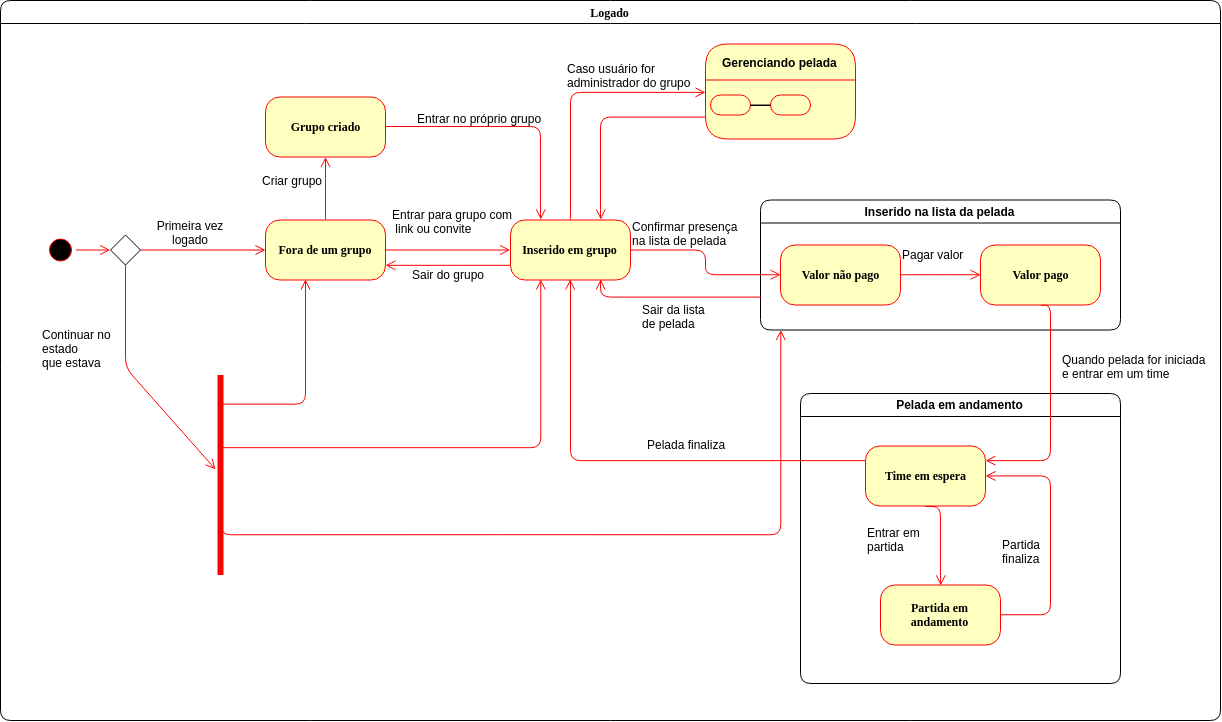 Logado
Gerenciando pelada
Caso usuário for
administrador do grupo
Grupo criado
Entrar no próprio grupo
Criar grupo
Primeira vez
logado
Fora de um grupo
Entrar para grupo com
link ou convite
Sair do grupo
Inserido em grupo
Confirmar presença
na lista de pelada
Inserido na lista da pelada
Valor não pago
Pagar valor
Valor pago
Sair da lista
de pelada
Continuar no
estado
que estava
Quando pelada for iniciada
e entrar em um time
Pelada em andamento
Pelada finaliza
Time em espera
Entrar em
partida
Partida
finaliza
Partida em
andamento